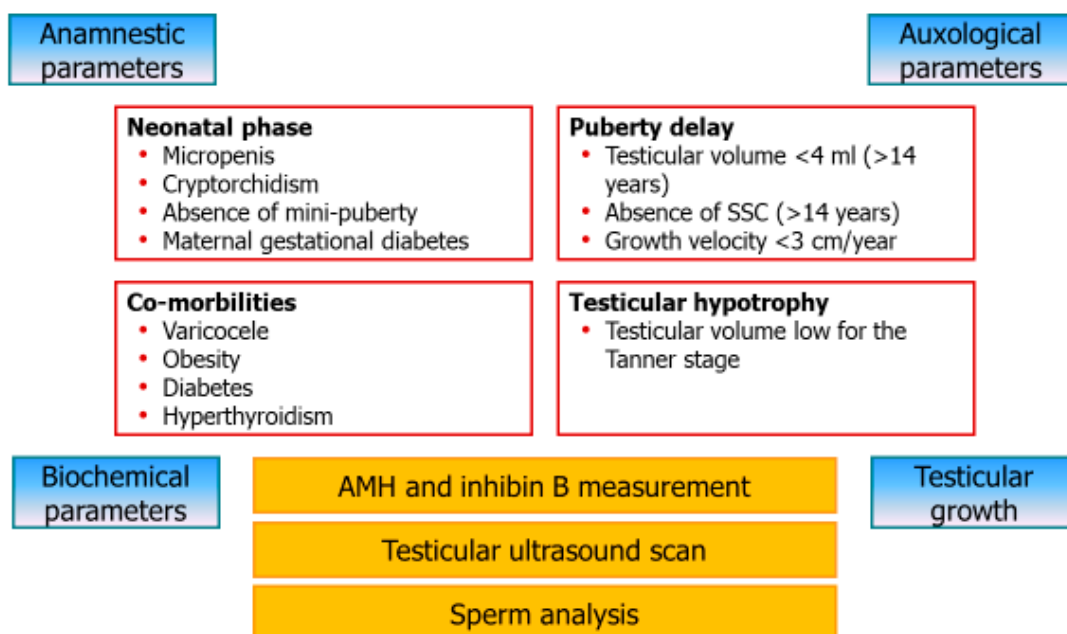 Anamnestic
parameters
Auxological
parameters
Neonatal phase
• Micropenis
• Cryptorchidism
• Absence of mini-puberty
• Maternal gestational diabetes
Puberty delay
• Testicular volume <4 ml (>14
years)
• Absence of SSC (>14 years)
• Growth velocity <3 cm/year
Co-morbilities
• Varicocele
• Obesity
• Diabetes
• Hyperthyroidism
Testicular hypotrophy
• Testicular volume low for the
Tanner stage
Biochemical
parameters
AMH and inhibin B measurement
Testicular ultrasound scan
Sperm analysis
Testicular
growth